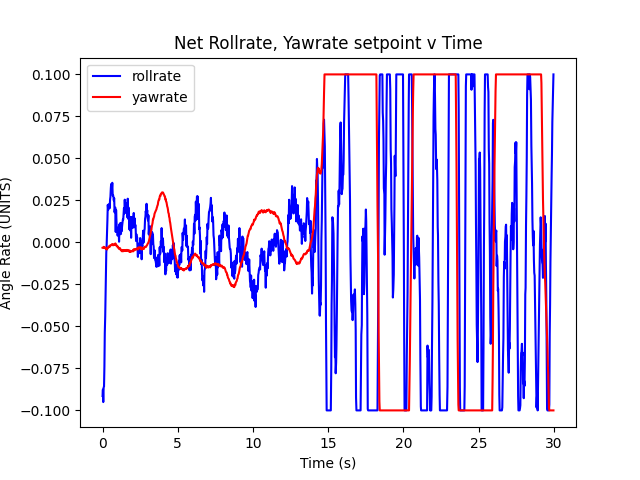 Net Rollrate, Yawrate setpoint v Time
rollrate
yawrate
0.100
0.075
0.050
0.025
0.000
−0.025
−0.050
−0.075
−0.100
Angle Rate (UNITS)
0 5 10 15 20 25 30
Time (s)